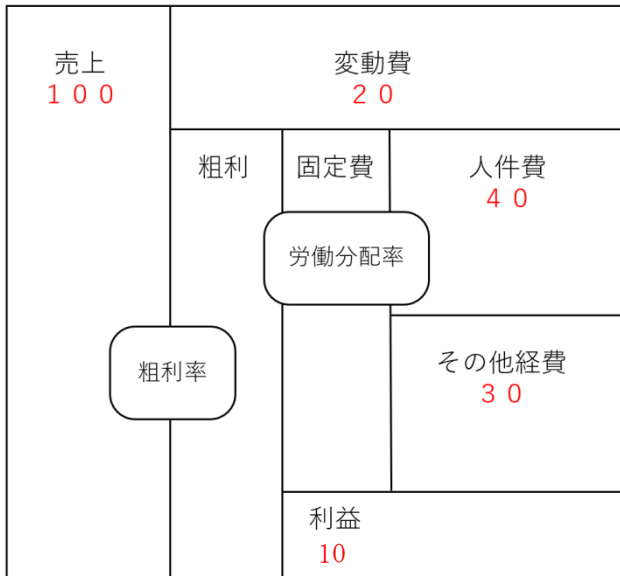 売上
１００
変動費
２０
粗利
固定費
人件費
４０
労働分配率
粗利率
その他経費
３０
利益
10